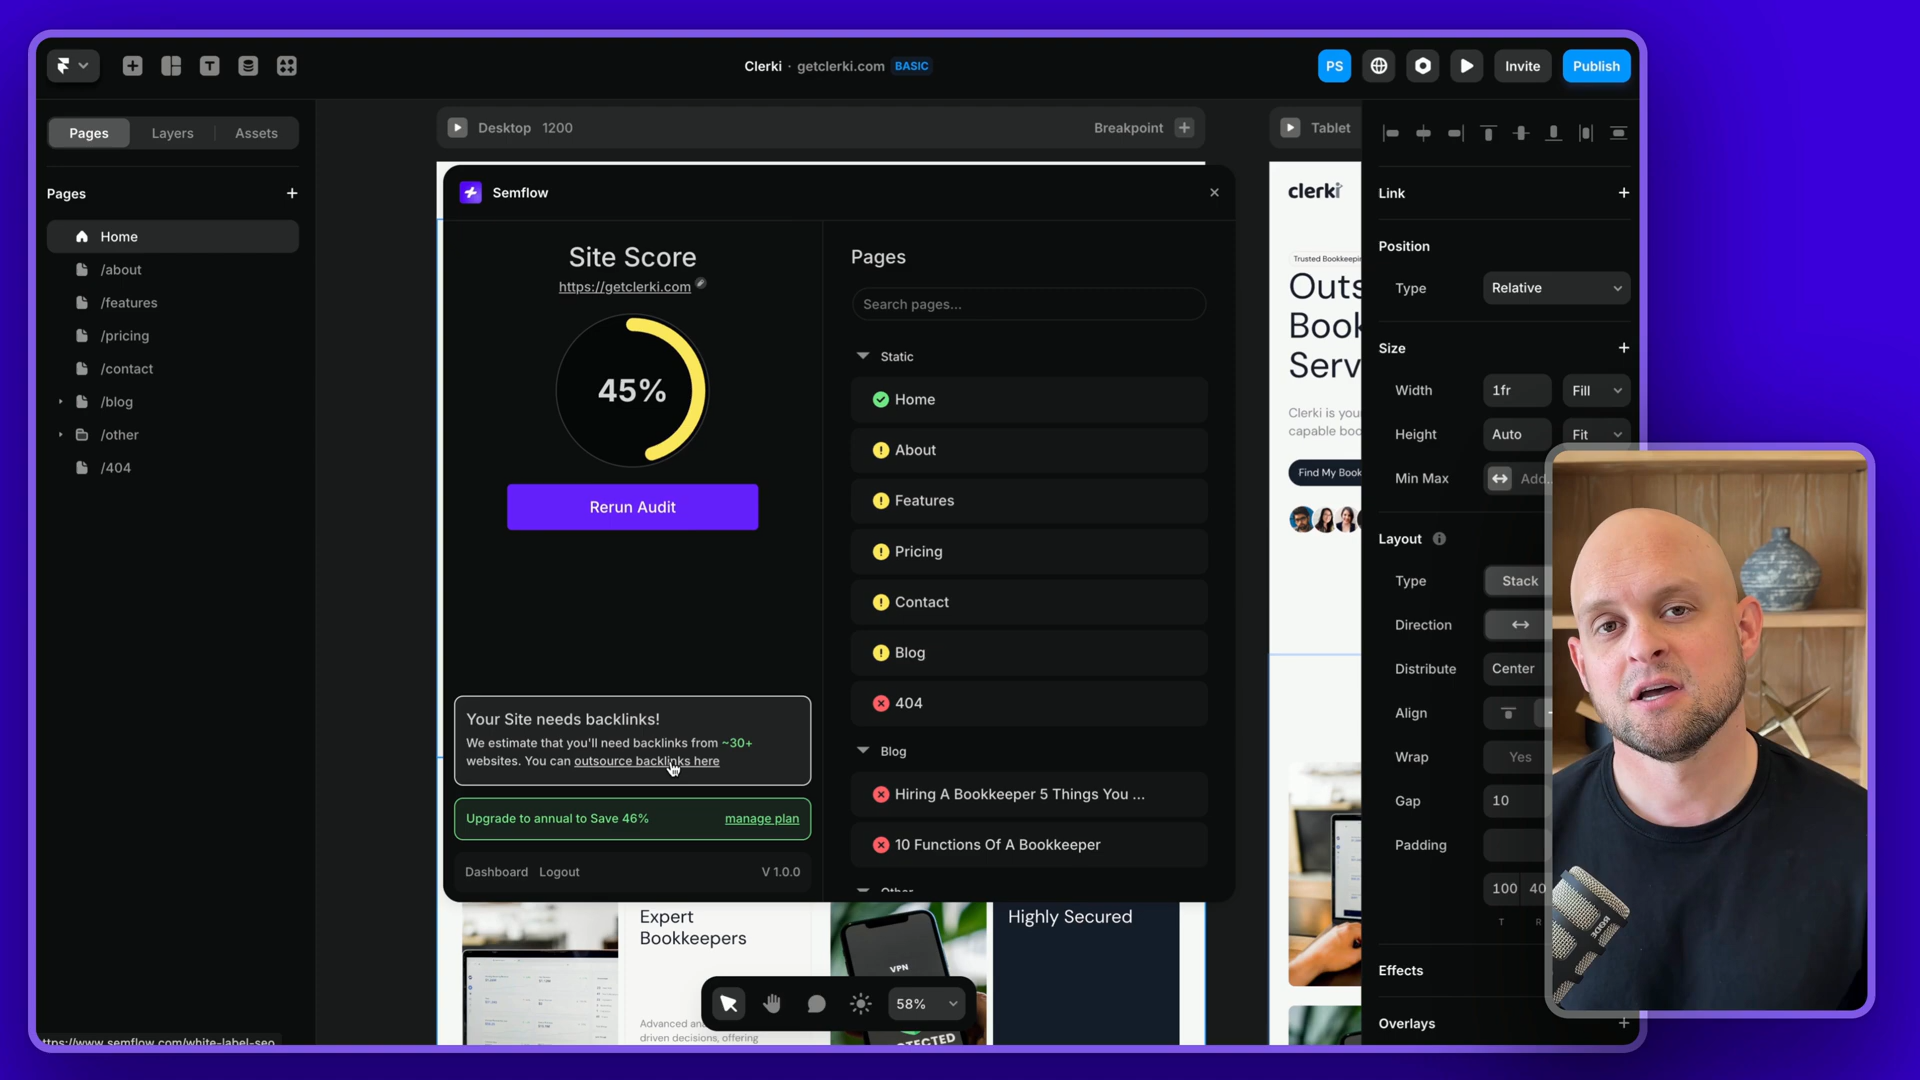 Clerki · getclerki.com BASIC
PS
Invite
Publish
Pages
Layers
Assets
Pages
Home
/about
/features
/pricing
/contact
/blog
/other
/404
Desktop 1200
Breakpoint
Tablet
Semflow
Site Score
https://getclerki.com
45%
Rerun Audit
Your Site needs backlinks!
We estimate that you'll need backlinks from ~30+
websites. You can outsource backlinks here
Upgrade to annual to Save 46%
manage plan
Dashboard Logout
V 1.0.0
Pages
Search pages...
Static
Home
About
Features
Pricing
Contact
Blog
404
Blog
Hiring A Bookkeeper 5 Things You ...
10 Functions Of A Bookkeeper
Other
Expert
Bookkeepers
Highly Secured
VPN
58%
clerki
Clerki is your
Find My Book
Link
Position
Type
Relative
Size
Width
1fr
Fill
Height
Auto
Fit
Min Max
Add...
Layout
Type
Stack
Direction
Distribute
Center
Align
Wrap
Yes
Gap
10
Padding
100
40
T
R
Effects
Overlays
RODE